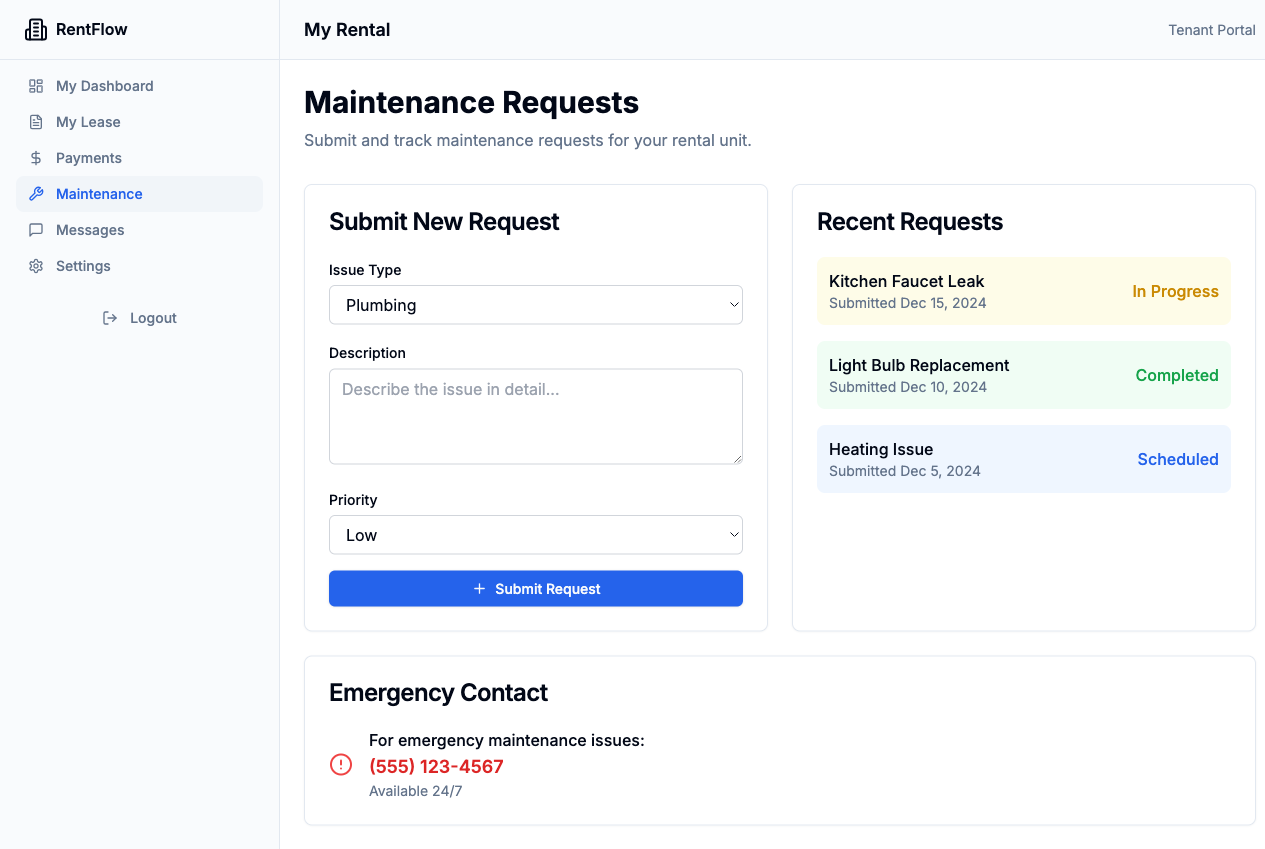 RentFlow
My Rental
Tenant Portal
My Dashboard
My Lease
Payments
Maintenance
Messages
Settings
Logout
Maintenance Requests
Submit and track maintenance requests for your rental unit.
Submit New Request
Issue Type
Plumbing
Description
Describe the issue in detail...
Priority
Low
Submit Request
Recent Requests
Kitchen Faucet Leak
Submitted Dec 15, 2024
In Progress
Light Bulb Replacement
Submitted Dec 10, 2024
Completed
Heating Issue
Submitted Dec 5, 2024
Scheduled
Emergency Contact
For emergency maintenance issues:
(555) 123-4567
Available 24/7